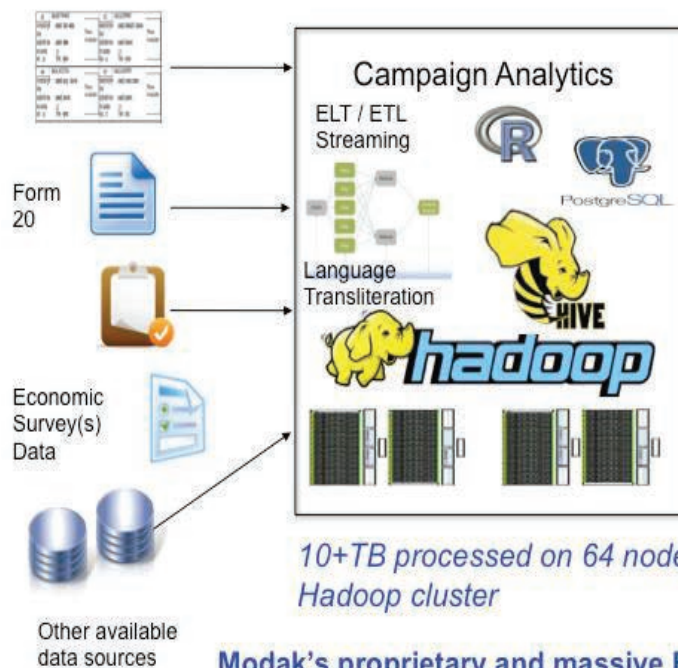 Campaign Analytics
ELT / ETL
Streaming
R
PostgreSQL
Form
20
Language
Transliteration
HIVE
hadoop
Economic
Survey(s)
Data
10+TB processed on 64 node
Hadoop cluster
Other available
data sources
Modak's proprietary and massive